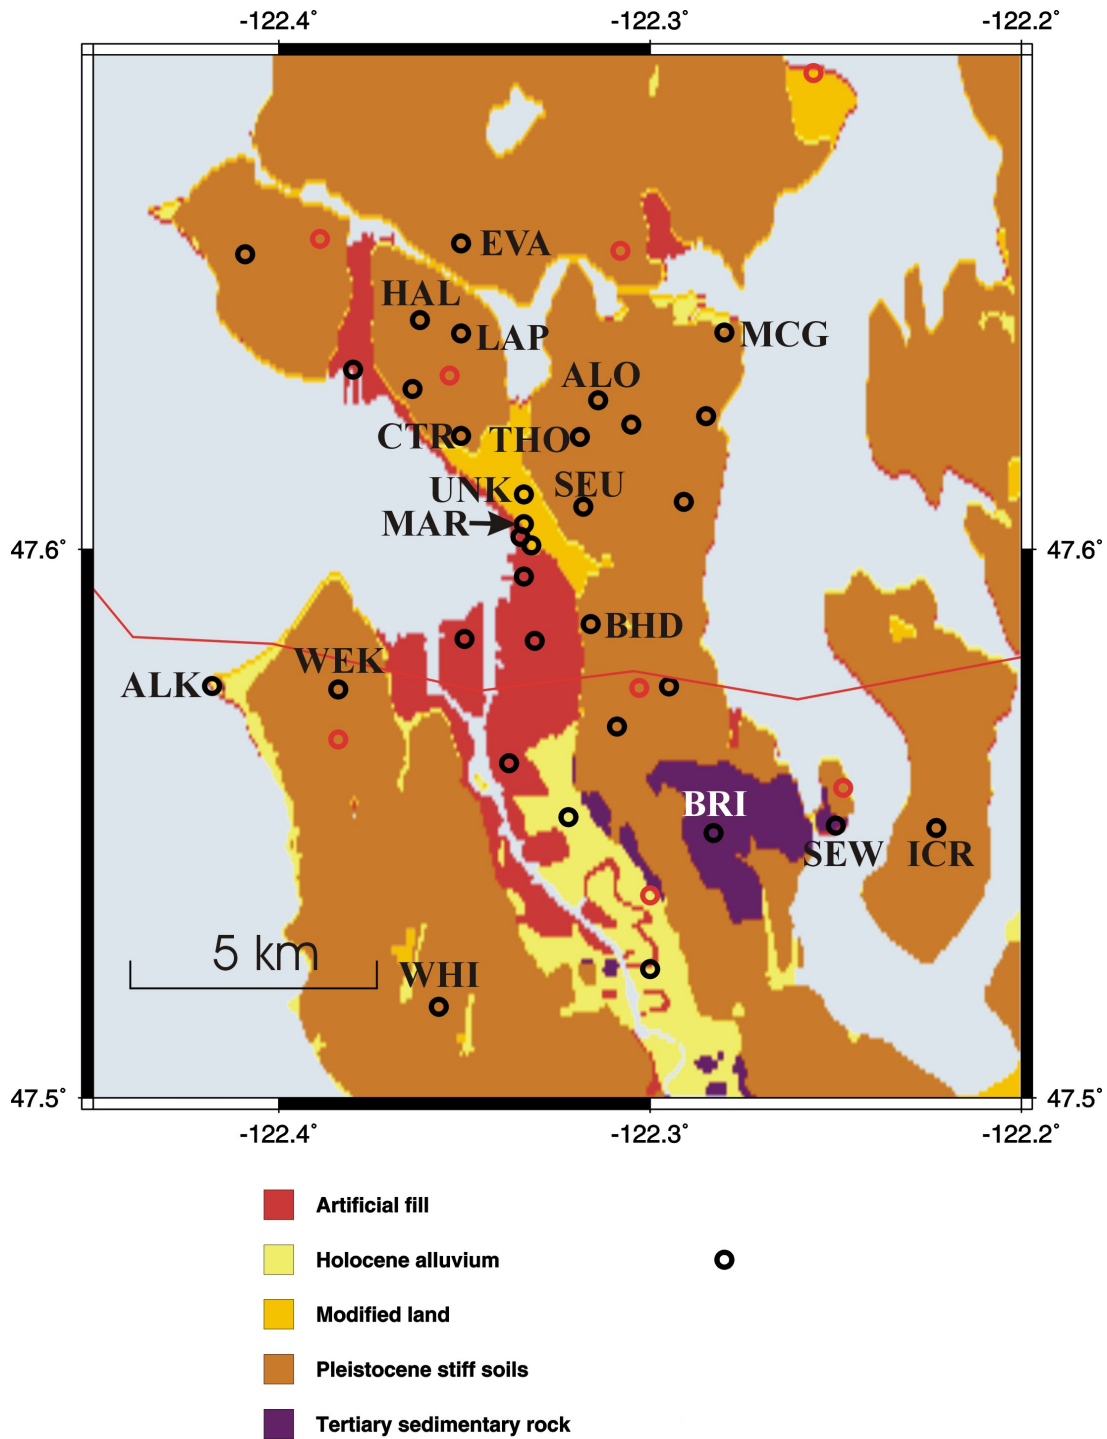 -122.4° -122.3° -122.2°
EVA
HAL
LAP
MCG
ALO
CTR THO
UNK SEU
MAR
47.6° 47.6°
BHD
WEK
ALK
BRI
SEW ICR
5 km
WHI
47.5° 47.5°
-122.4° -122.3° -122.2°
Artificial fill
Holocene alluvium
Modified land
Pleistocene stiff soils
Tertiary sedimentary rock